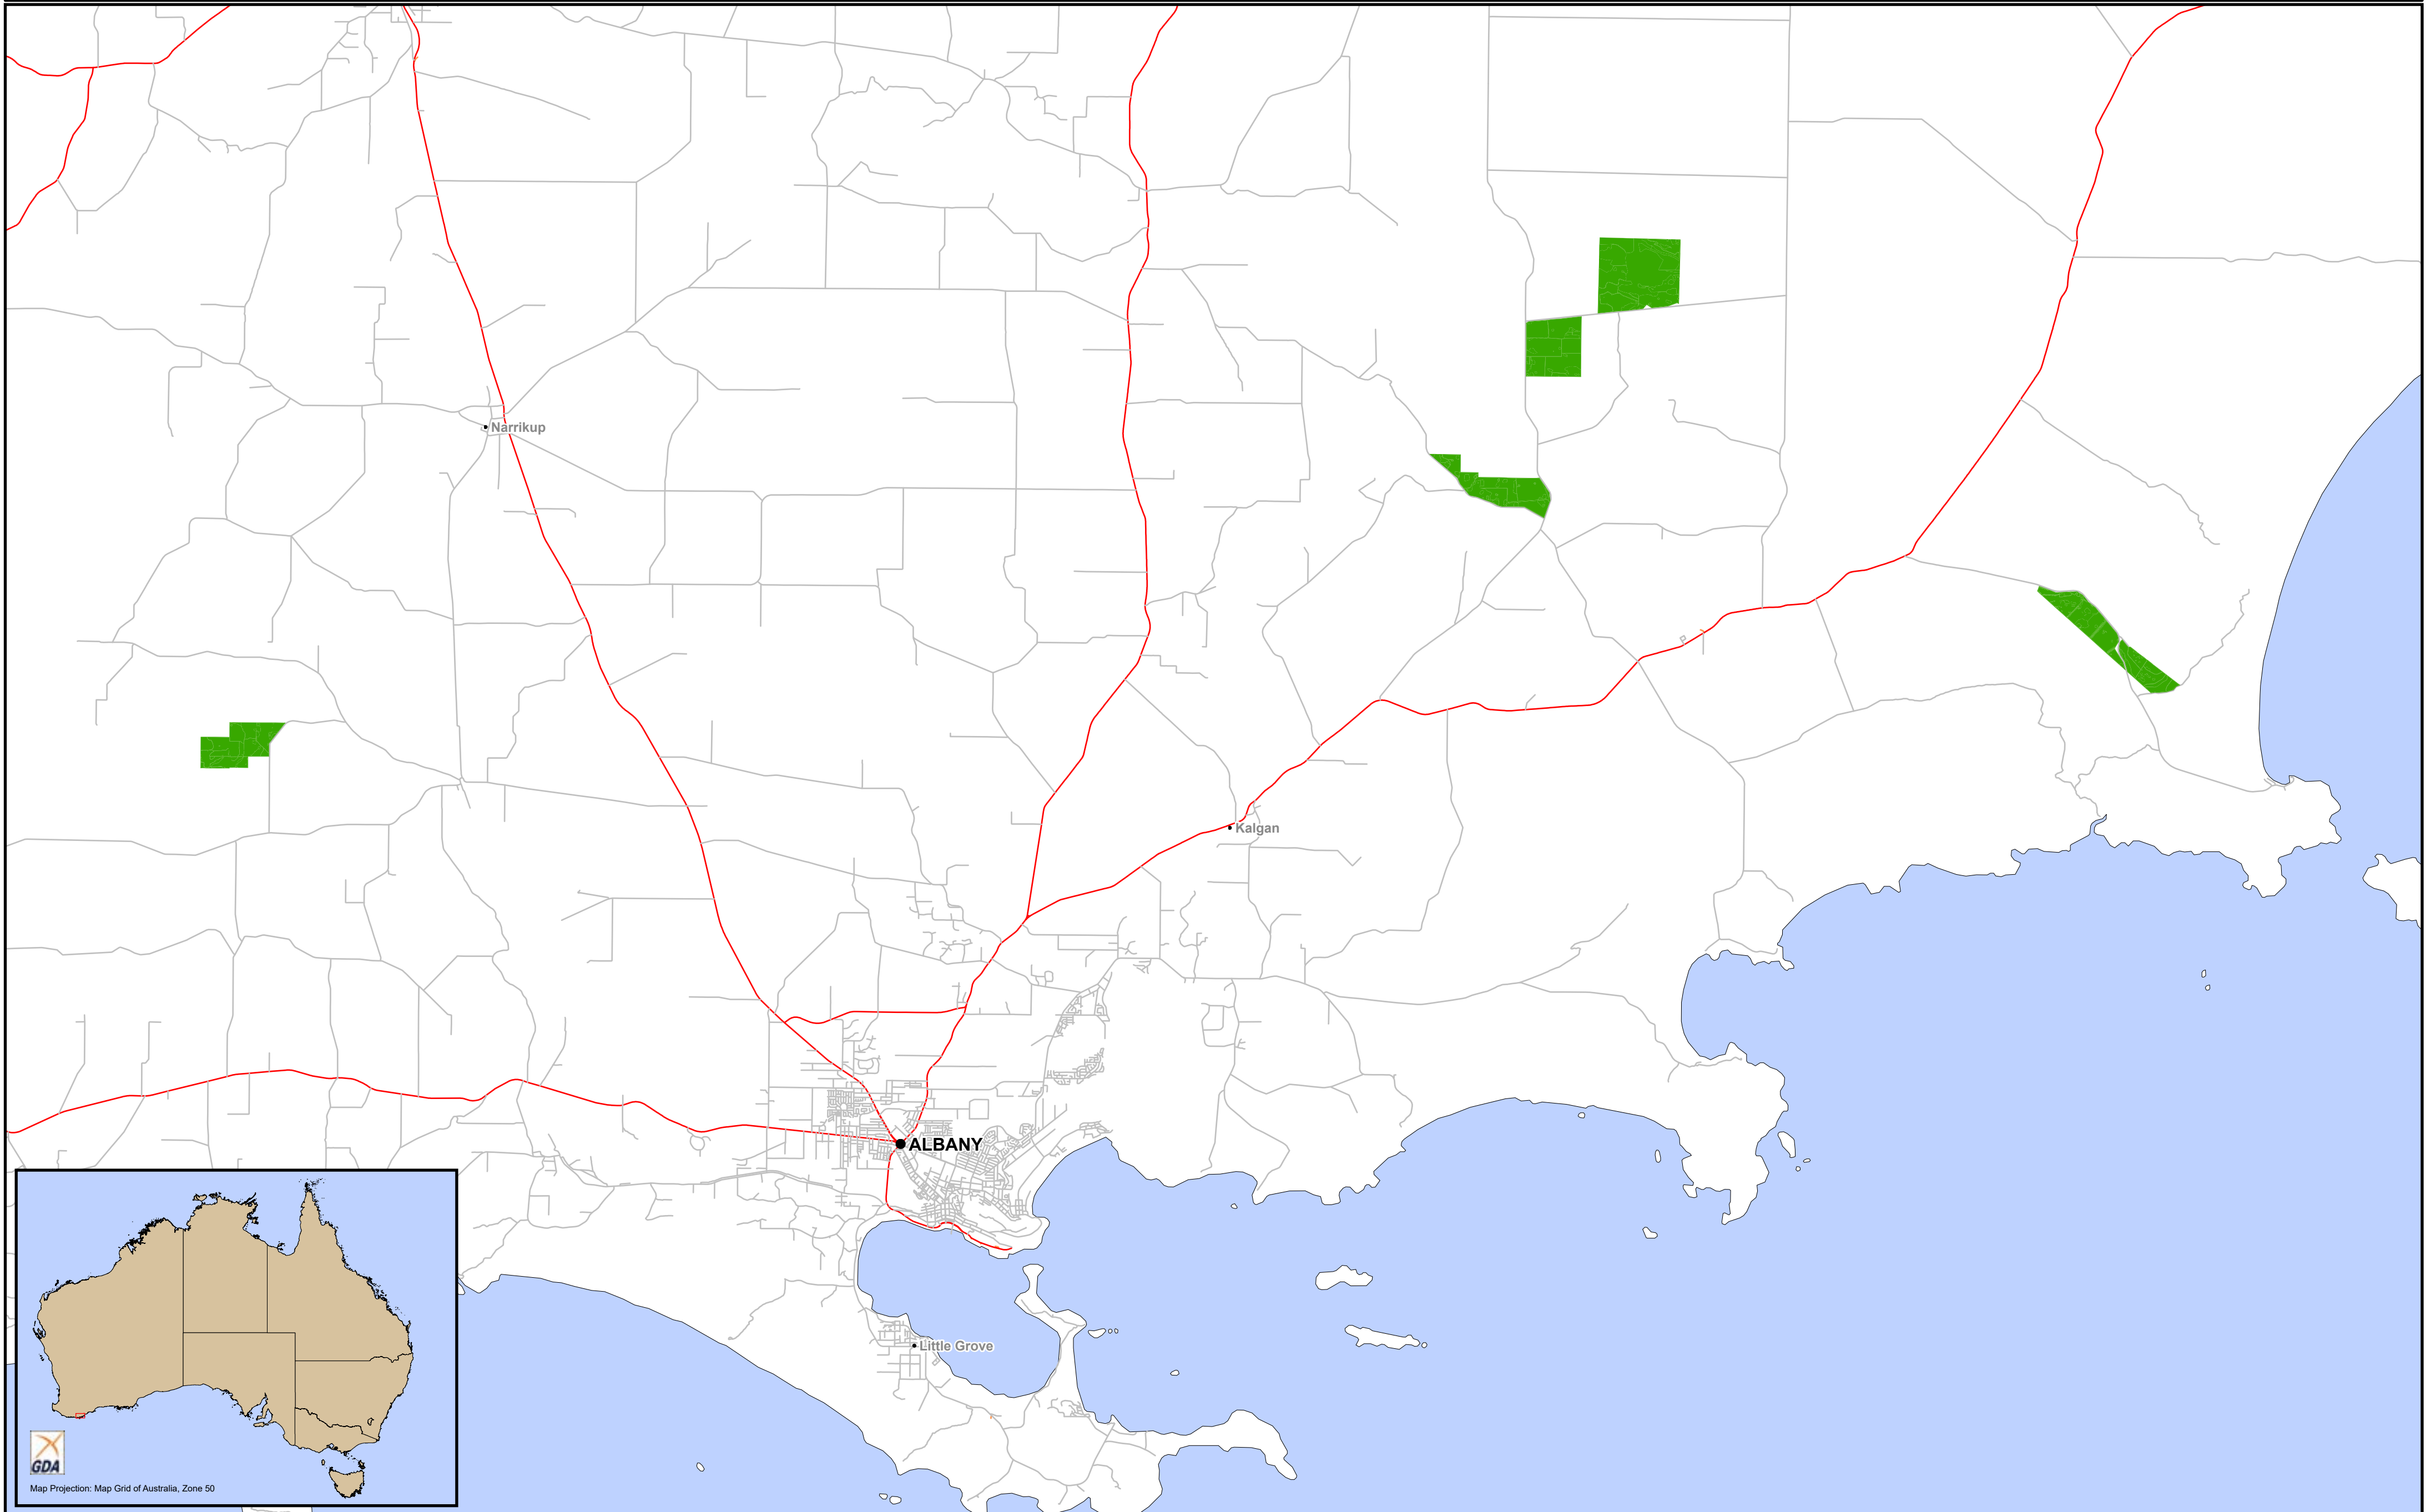 Narrikup
Kalgan
ALBANY
Little Grove
GDA
Map Projection: Map Grid of Australia, Zone 50